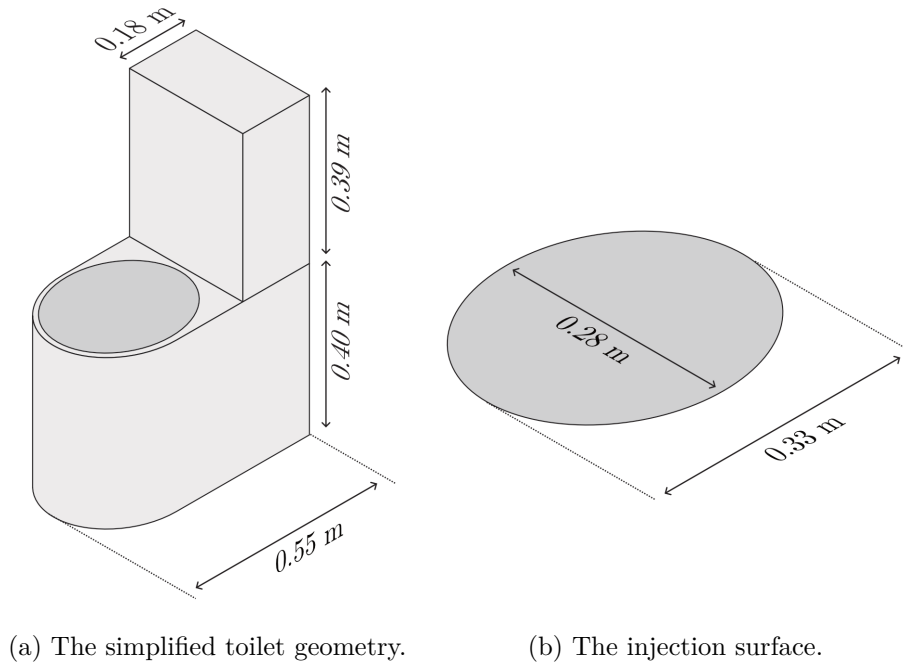 0.18 m
0.39 m
0.40 m
0.55 m
0.28 m
0.33 m
(a) The simplified toilet geometry.
(b) The injection surface.